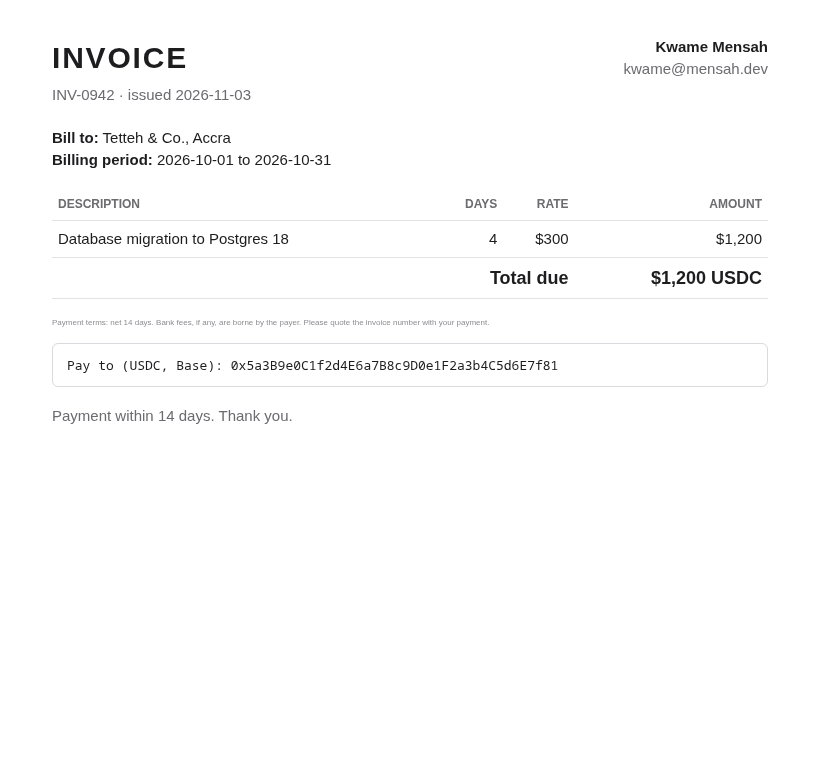 INVOICE
Kwame Mensah
kwame@mensah.dev
INV-0942 · issued 2026-11-03
Bill to: Tetteh & Co., Accra
Billing period: 2026-10-01 to 2026-10-31
DESCRIPTION DAYS RATE AMOUNT
Database migration to Postgres 18 4 $300 $1,200
Total due $1,200 USDC
Payment terms: net 14 days. Bank fees, if any, are borne by the payer. Please quote the invoice number with your payment.
Pay to (USDC, Base): 0x5a3B9e0C1f2d4E6a7B8c9D0e1F2a3b4C5d6E7f81
Payment within 14 days. Thank you.